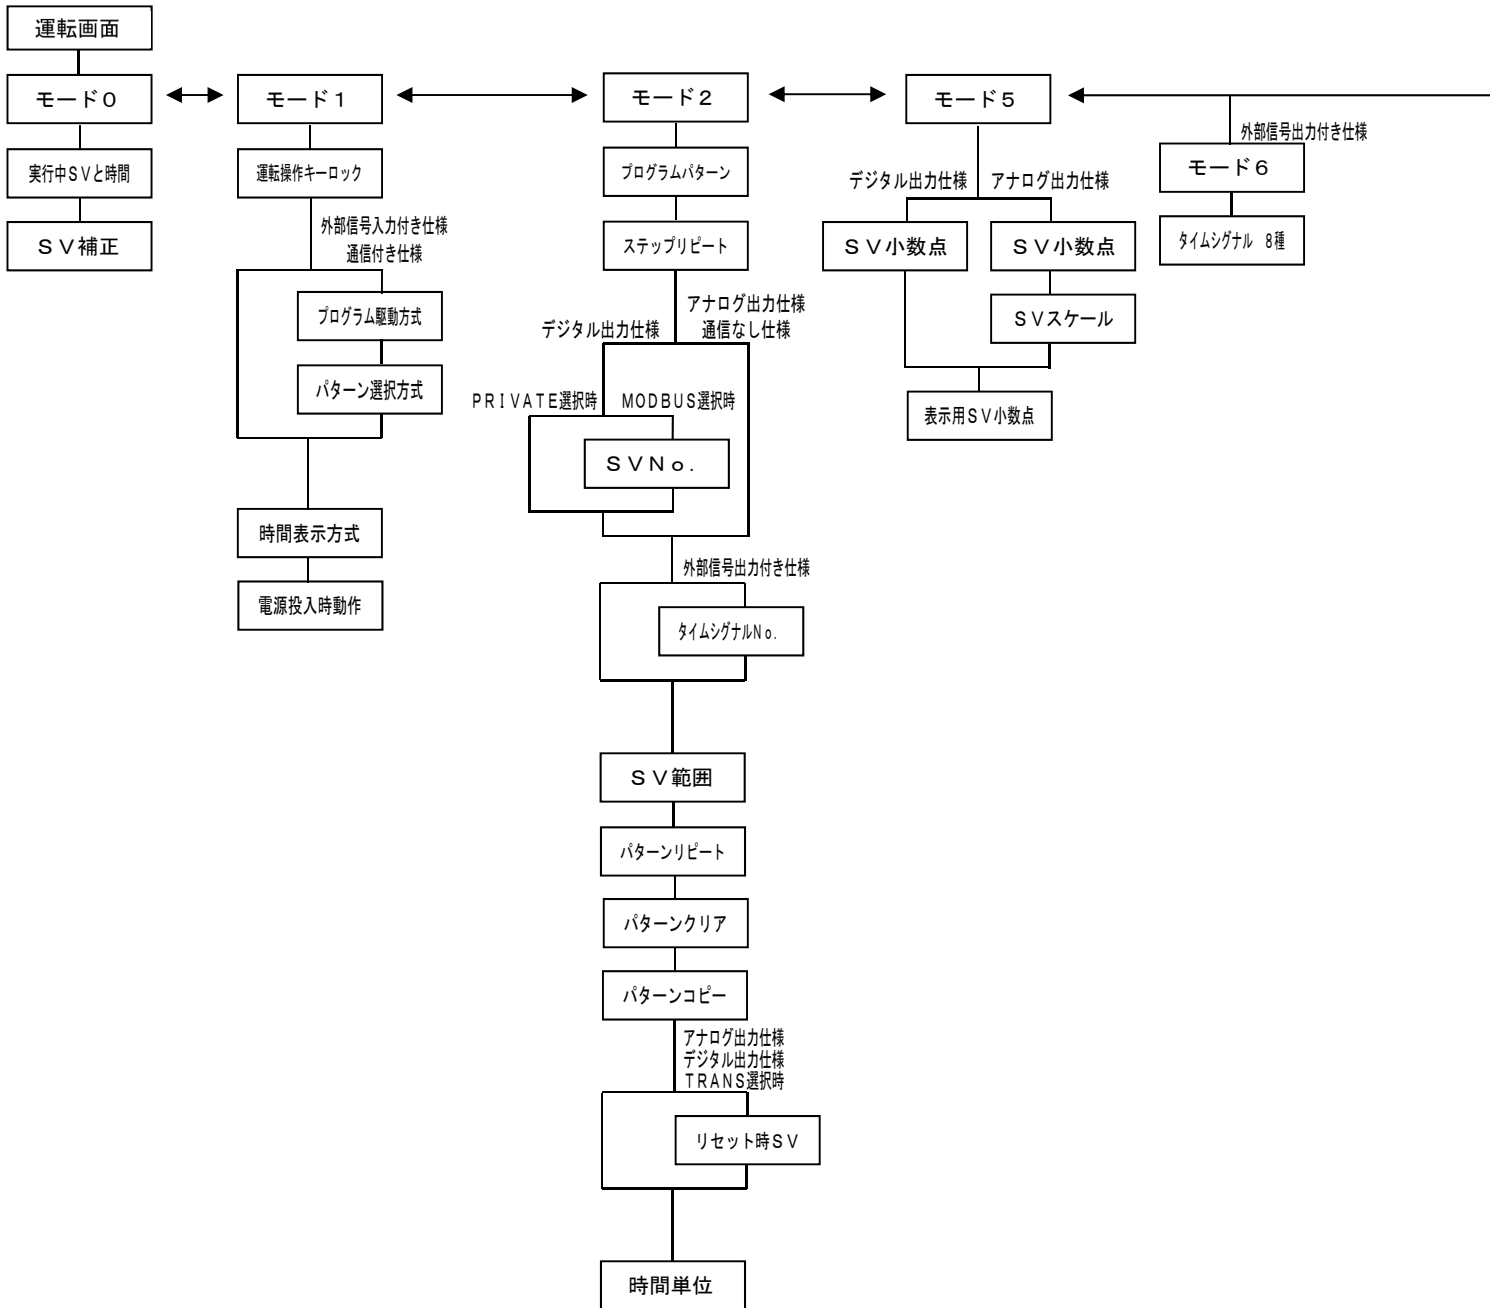 運転画面
モード０
実行中ＳＶと時間
ＳＶ補正
モード１
運転操作キーロック
外部信号入力付き仕様
通信付き仕様
プログラム駆動方式
パターン選択方式
時間表示方式
電源投入時動作
モード２
プログラムパターン
ステップリピート
アナログ出力仕様
通信なし仕様
デジタル出力仕様
ＰＲＩＶＡＴＥ選択時
ＭＯＤＢＵＳ選択時
ＳＶＮｏ．
外部信号出力付き仕様
タイムシグナルＮｏ．
ＳＶ範囲
パターンリピート
パターンクリア
パターンコピー
アナログ出力仕様
デジタル出力仕様
ＴＲＡＮＳ選択時
リセット時ＳＶ
時間単位
モード５
デジタル出力仕様
アナログ出力仕様
ＳＶ小数点
ＳＶ小数点
ＳＶスケール
表示用ＳＶ小数点
外部信号出力付き仕様
モード６
タイムシグナル　８種